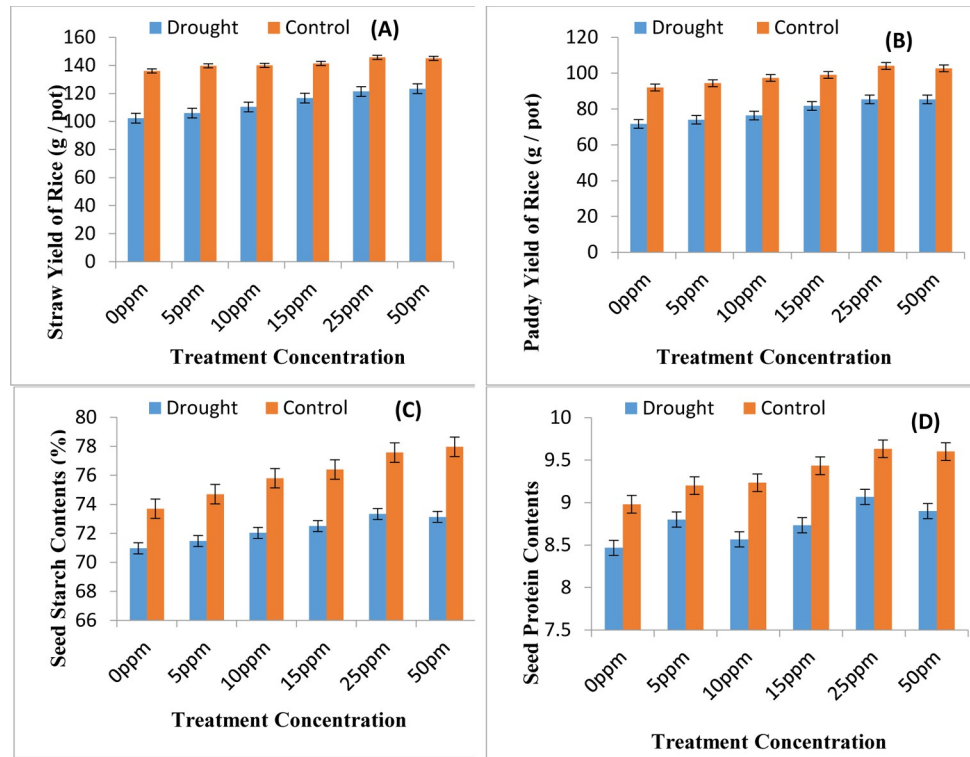 Drought Control (A)
160
140
120
100
80
60
40
20
0
Straw Yield of Rice (g / pot)
0ppm 5ppm 10ppm 15ppm 25ppm 50pm
Treatment Concentration
Drought Control (B)
120
100
80
60
40
20
0
Paddy Yield of Rice (g / pot)
0ppm 5ppm 10ppm 15ppm 25ppm 50ppm
Treatment Concentration
Drought Control (C)
80
78
76
74
72
70
68
66
Seed Starch Contents (%)
0ppm 5ppm 10ppm 15ppm 25ppm 50ppm
Treatment Concentration
Drought Control (D)
10
9.5
9
8.5
8
7.5
Seed Protein Contents
0ppm 5ppm 10ppm 15ppm 25ppm 50ppm
Treatment Concentration